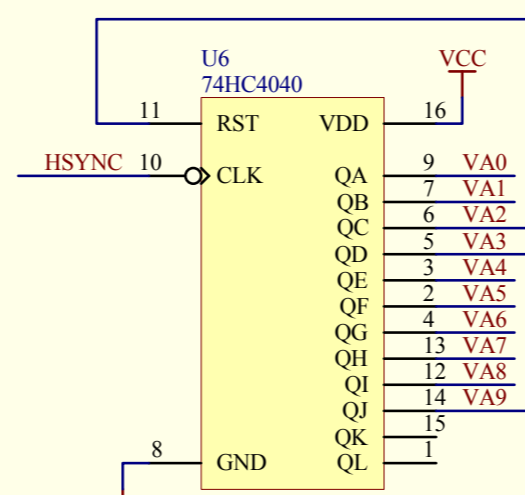 U6
74HC4040
VCC
11 RST VDD 16
HSYNC 10 CLK QA 9 VA0
QB 7 VA1
QC 6 VA2
QD 5 VA3
QE 3 VA4
QF 2 VA5
QG 4 VA6
QH 13 VA7
QI 12 VA8
QJ 14 VA9
QK 15
8 GND QL 1